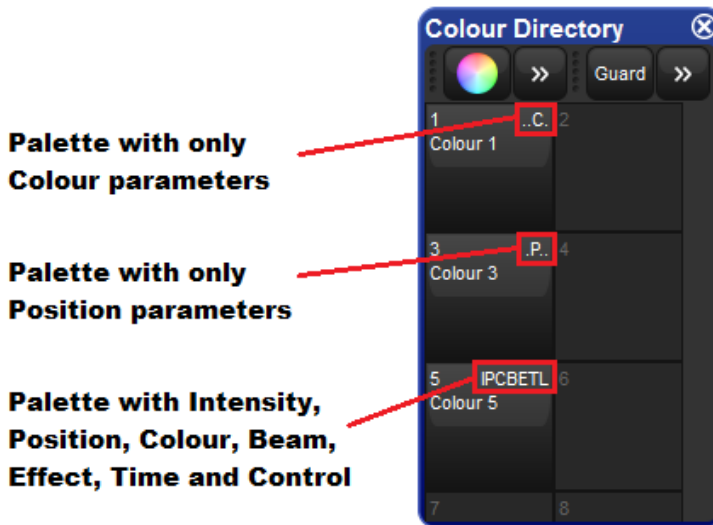 Colour Directory
Guard
Palette with only
Colour parameters
1 ..C. 2
Colour 1
Palette with only
Position parameters
3 .P.. 4
Colour 3
Palette with Intensity,
Position, Colour, Beam,
Effect, Time and Control
5 IPCBETL 6
Colour 5
7 8